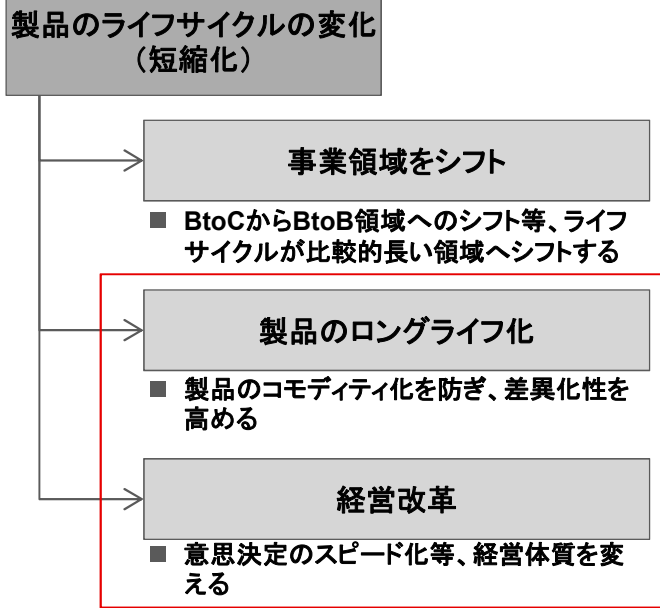 製品のライフサイクルの変化
（短縮化）
事業領域をシフト
■ BtoCからBtoB領域へのシフト等、ライフ
サイクルが比較的長い領域へシフトする
製品のロングライフ化
■ 製品のコモディティ化を防ぎ、差異化性を
高める
経営改革
■ 意思決定のスピード化等、経営体質を変
える